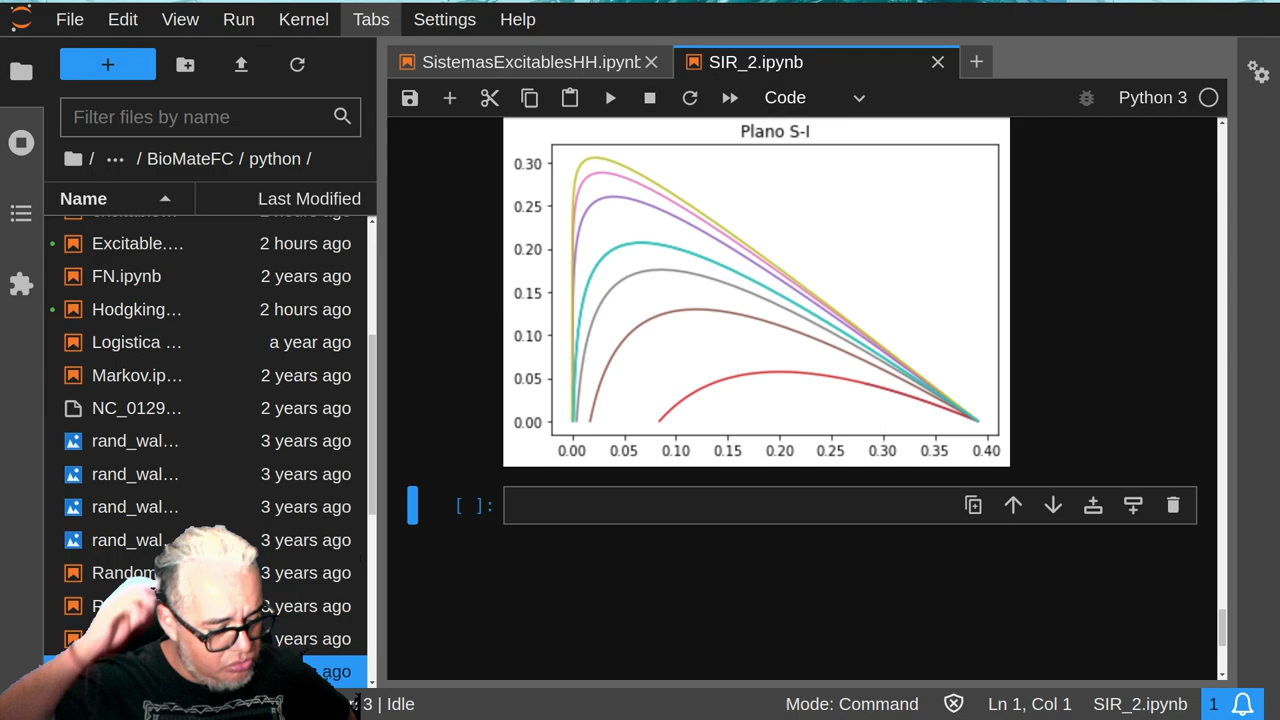 File Edit View Run Kernel Tabs Settings Help
SistemasExcitablesHH.ipynb
SIR_2.ipynb
Filter files by name
Code
Python 3
/ ... / BioMateFC / python /
Name
Last Modified
Excitable.… 2 hours ago
FN.ipynb 2 years ago
Hodgking… 2 hours ago
Logistica … a year ago
Markov.ip… 2 years ago
NC_0129… 2 years ago
rand_wal… 3 years ago
rand_wal… 3 years ago
rand_wal… 3 years ago
rand_wal… 3 years ago
Random 3 years ago
3 years ago
years ago
ago
Plano S-I
0.30
0.25
0.20
0.15
0.10
0.05
0.00
0.00 0.05 0.10 0.15 0.20 0.25 0.30 0.35 0.40
[ ]:
3 | Idle
Mode: Command
Ln 1, Col 1
SIR_2.ipynb
1